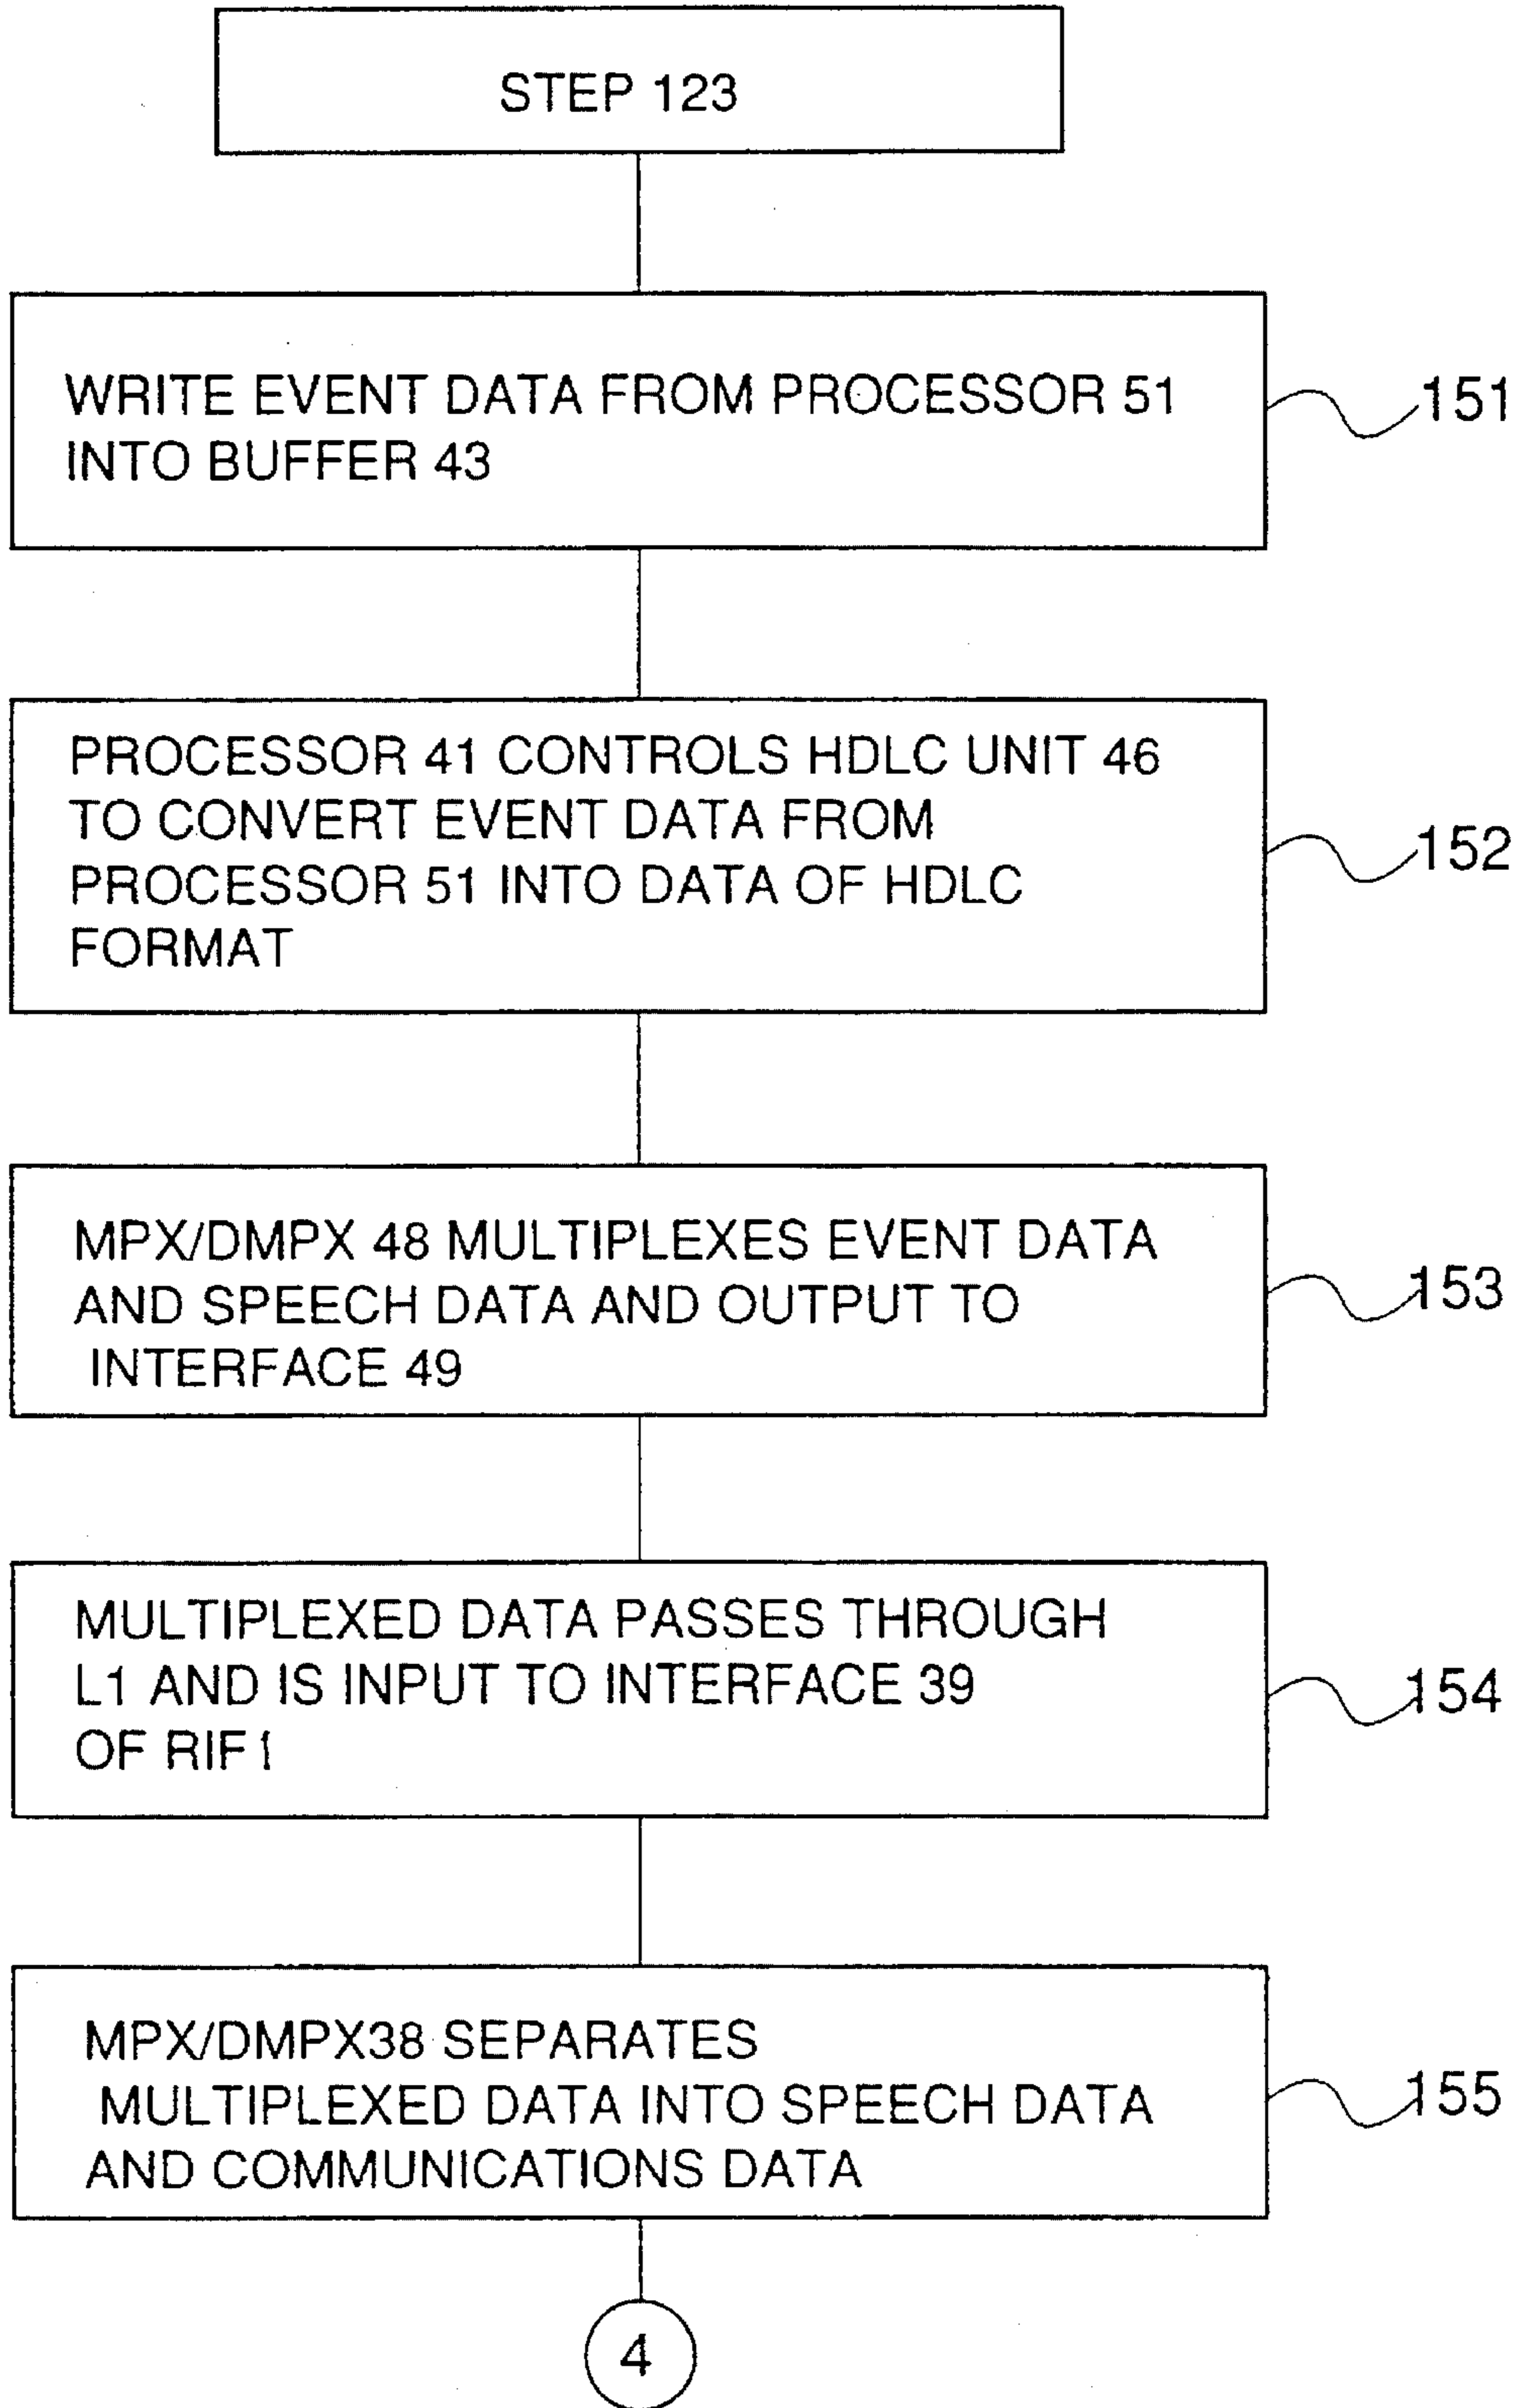 STEP 123
WRITE EVENT DATA FROM PROCESSOR 51
INTO BUFFER 43
151
PROCESSOR 41 CONTROLS HDLC UNIT 46
TO CONVERT EVENT DATA FROM
PROCESSOR 51 INTO DATA OF HDLC
FORMAT
152
MPX/DMPX 48 MULTIPLEXES EVENT DATA
AND SPEECH DATA AND OUTPUT TO
INTERFACE 49
153
MULTIPLEXED DATA PASSES THROUGH
L1 AND IS INPUT TO INTERFACE 39
OF RIF1
154
MPX/DMPX38 SEPARATES
MULTIPLEXED DATA INTO SPEECH DATA
AND COMMUNICATIONS DATA
155
4